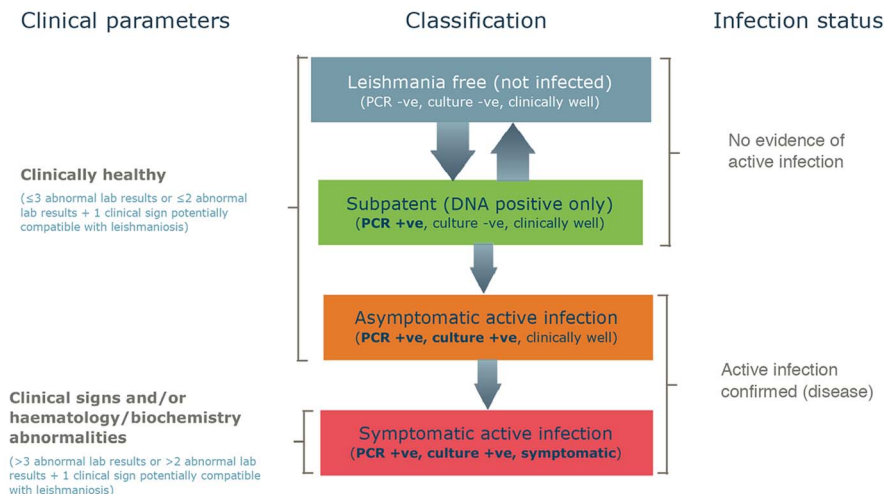 Clinical parameters
Classification
Infection status
Leishmania free (not infected)
(PCR -ve, culture -ve, clinically well)
No evidence of
active infection
Clinically healthy
(≤3 abnormal lab results or ≤2 abnormal
lab results + 1 clinical sign potentially
compatible with leishmaniosis)
Subpatent (DNA positive only)
(PCR +ve, culture -ve, clinically well)
Asymptomatic active infection
(PCR +ve, culture +ve, clinically well)
Active infection
confirmed (disease)
Clinical signs and/or
haematology/biochemistry
abnormalities
(>3 abnormal lab results or >2 abnormal lab
results + 1 clinical sign potentially compatible
with leishmaniosis)
Symptomatic active infection
(PCR +ve, culture +ve, symptomatic)